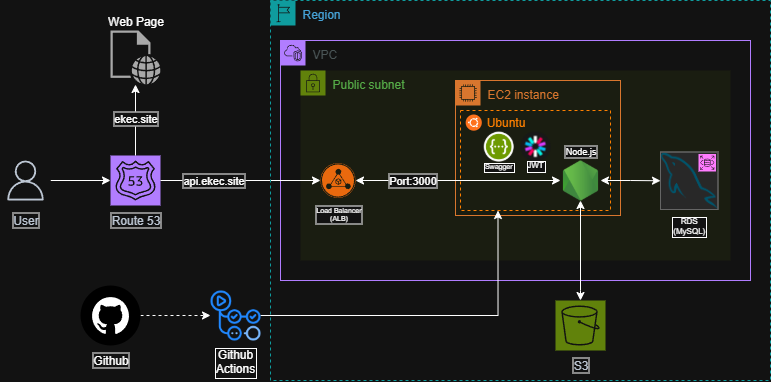 Region
Web Page
VPC
Public subnet
EC2 instance
Ubuntu
ekec.site
Swagger
JWT
Node.js
53
api.ekec.site
Port:3000
User
Route 53
Load Balancer
(ALB)
RDS
(MySQL)
Github
Github
Actions
S3